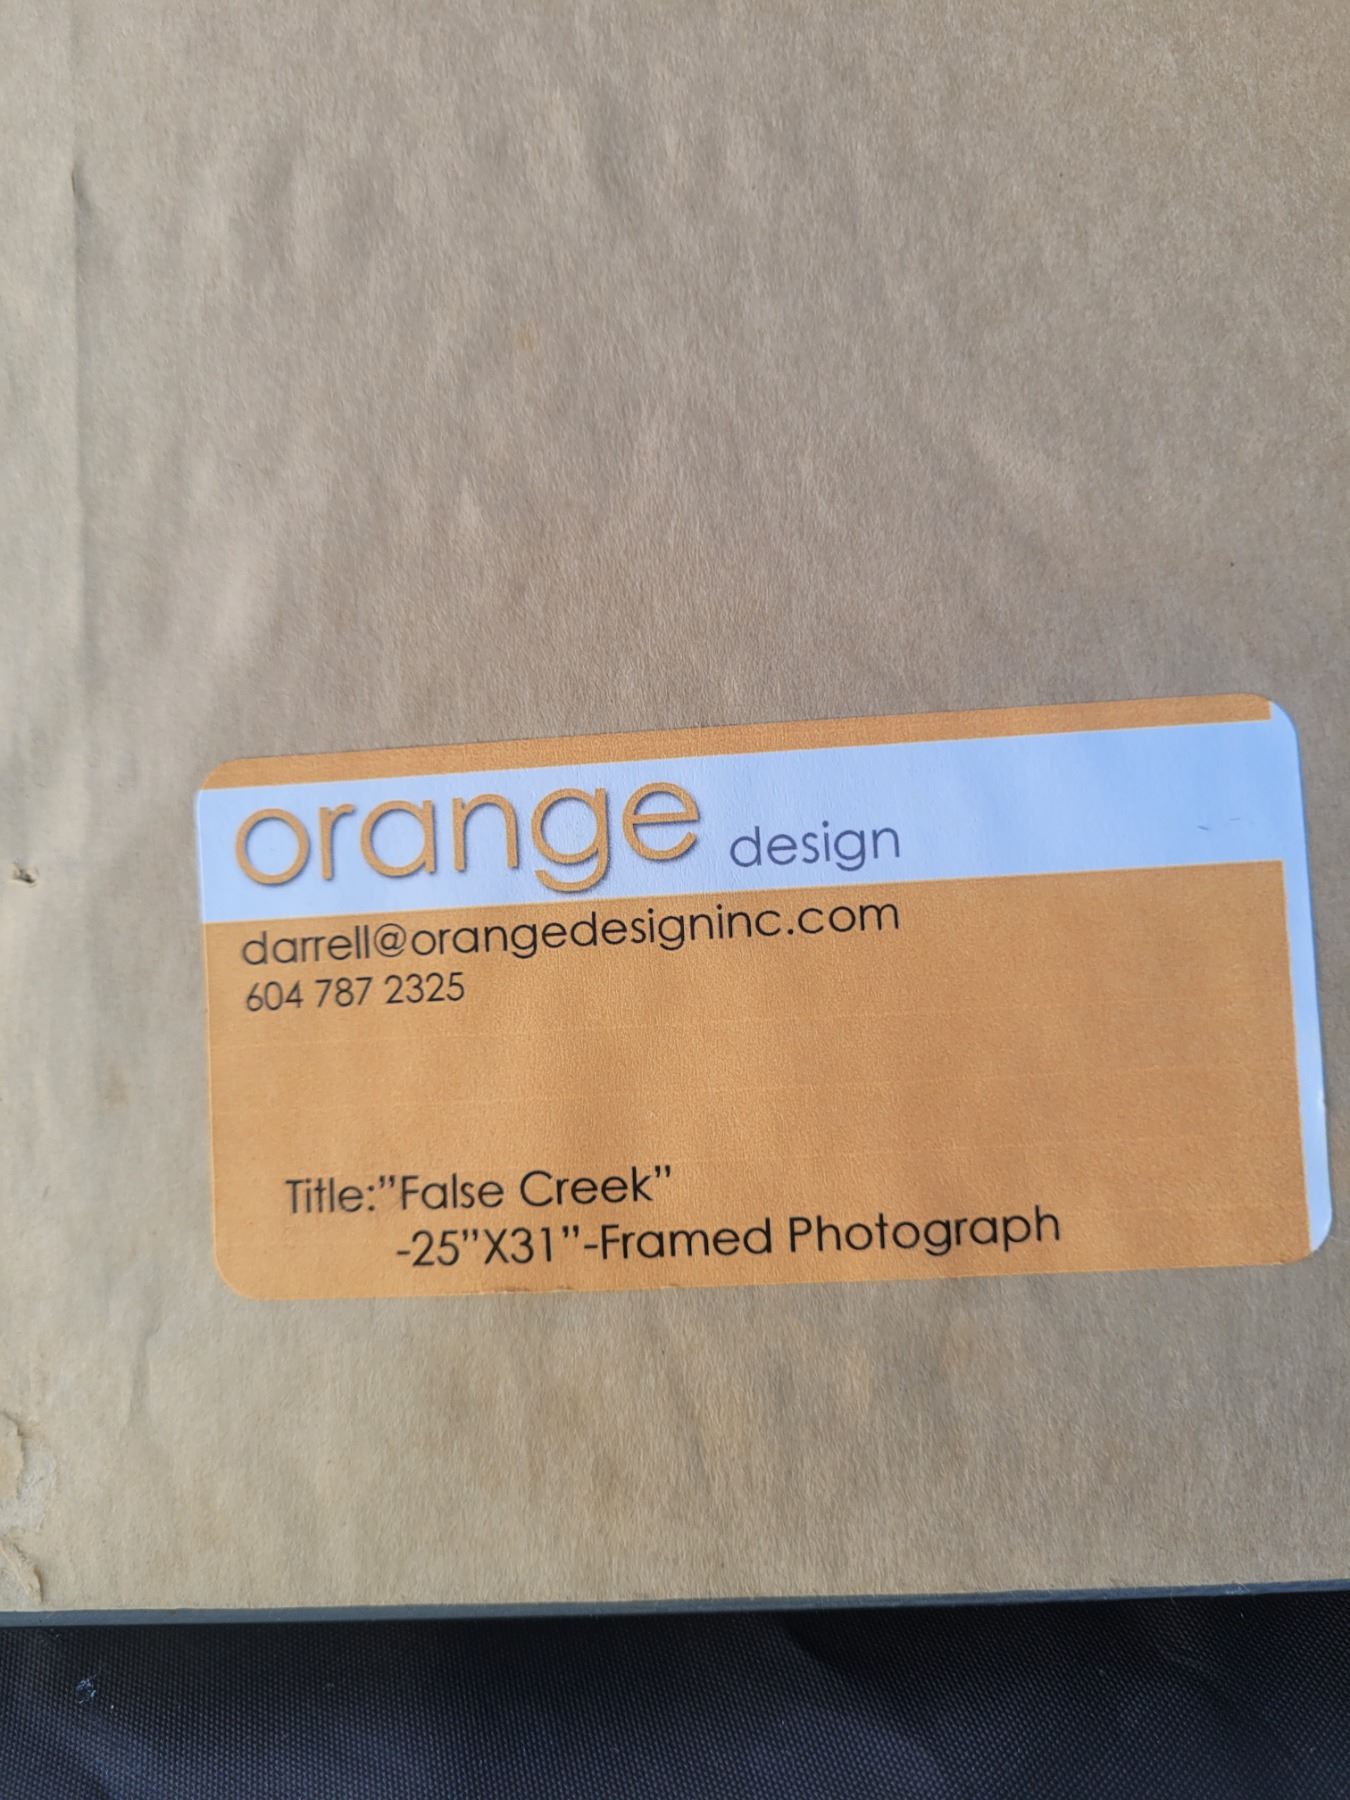 orange design
darrell@orangedesigninc.com
604 787 2325
Title:”False Creek”
-25”X31”-Framed Photograph